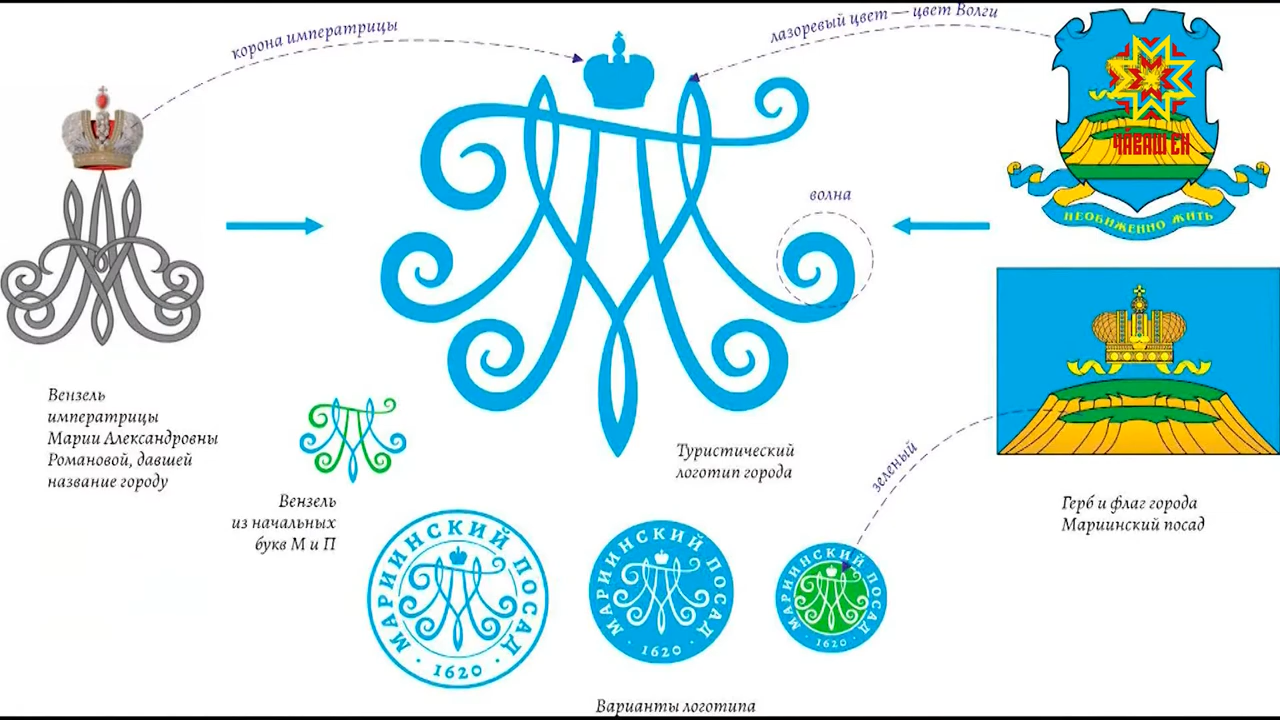 корона императрицы
лазоревый цвет — цвет Волги
ЧӐВАШ ЕН
НЕОБИЖЕННО ЖИТЬ
волна
Вензель
императрицы
Марии Александровны
Романовой, давшей
название городу
Вензель
из начальных
букв М и П
Туристический
логотип города
зеленый
Герб и флаг города
Мариинский посад
МАРИИНСКИЙ ПОСАД
· 1620 ·
МАРИИНСКИЙ ПОСАД
· 1620 ·
МАРИИНСКИЙ ПОСАД
· 1620 ·
Варианты логотипа